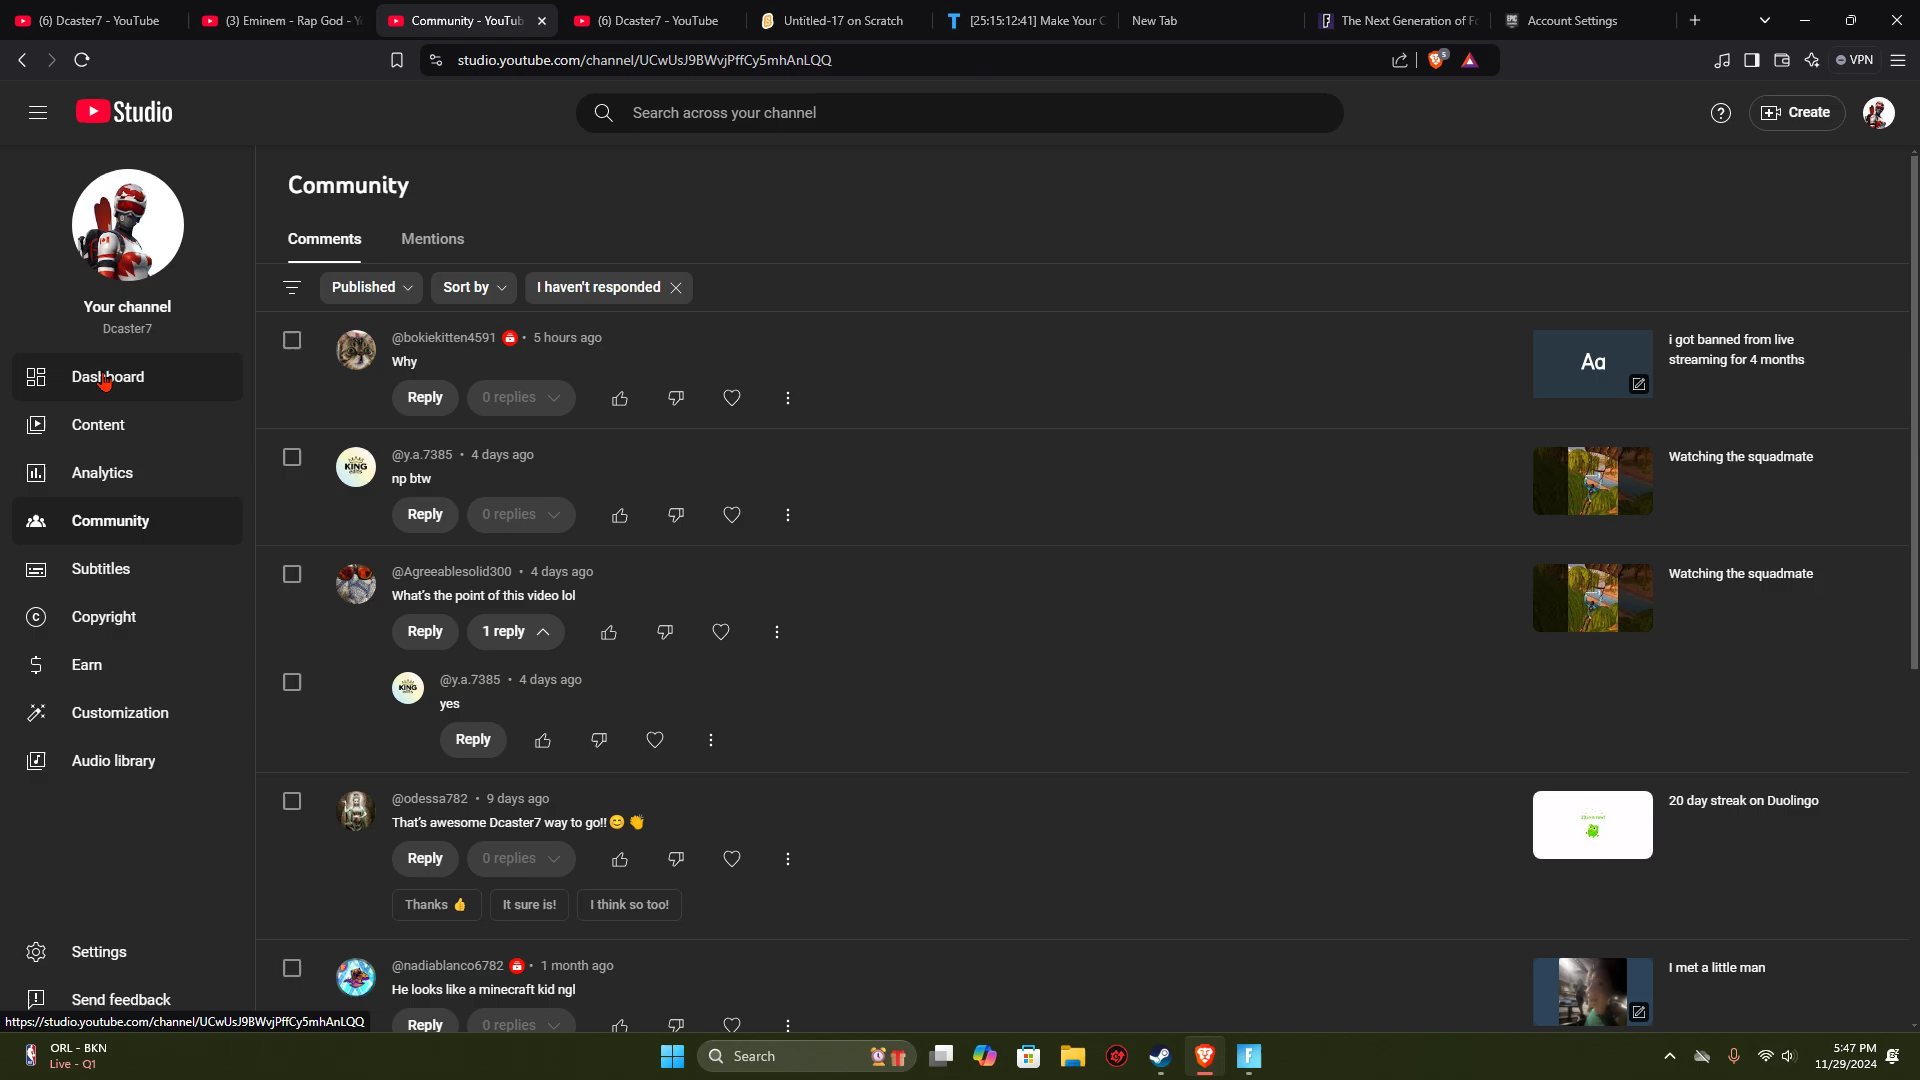 (6) Dcaster7 - YouTube
(3) Eminem - Rap God - Y
Community - YouTub
(6) Dcaster7 - YouTube
Untitled-17 on Scratch
[25:15:12:41] Make Your C
New Tab
The Next Generation of Fo
Account Settings
studio.youtube.com/channel/UCwUsJ9BWvjPffCy5mhAnLQQ
5
VPN
Studio
Search across your channel
Create
Your channel
Dcaster7
Dashboard
Content
Analytics
Community
Subtitles
Copyright
Earn
Customization
Audio library
Settings
Send feedback
https://studio.youtube.com/channel/UCwUsJ9BWvjPffCy5mhAnLQQ
Community
Comments
Mentions
Published
Sort by
I haven't responded
@bokiekitten4591 • 5 hours ago
Why
Reply
0 replies
Aa
i got banned from live
streaming for 4 months
@y.a.7385 • 4 days ago
np btw
Reply
0 replies
Watching the squadmate
@Agreeablesolid300 • 4 days ago
What's the point of this video lol
Reply
1 reply
Watching the squadmate
@y.a.7385 • 4 days ago
yes
Reply
@odessa782 • 9 days ago
That's awesome Dcaster7 way to go!!😊 👏
Reply
0 replies
Thanks 👍
It sure is!
I think so too!
20 day streak on Duolingo
@nadiablanco6782 • 1 month ago
He looks like a minecraft kid ngl
Reply
0 replies
I met a little man
ORL - BKN
Live - Q1
Search
5:47 PM
11/29/2024